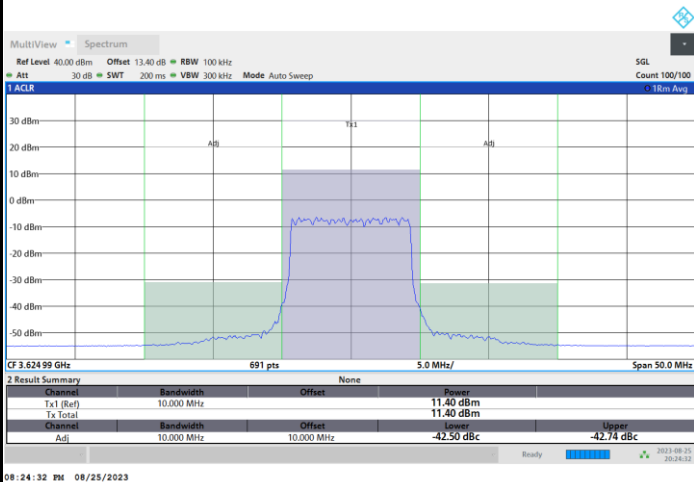 MultiView Spectrum
Ref Level 40.00 dBm Offset 13.40 dB RBW 100 kHz SGL
Att 30 dB SWT 200 ms VBW 300 kHz Mode Auto Sweep Count 100/100
1 ACLR 1Rm Avg
30 dBm
Tx1
20 dBm
Adj Adj
10 dBm
0 dBm
-10 dBm
-20 dBm
-30 dBm
-40 dBm
-50 dBm
CF 3.624 99 GHz 691 pts 5.0 MHz/ Span 50.0 MHz
2 Result Summary None
Channel Bandwidth Offset Power
Tx1 (Ref) 10.000 MHz 11.40 dBm
Tx Total 11.40 dBm
Channel Bandwidth Offset Lower Upper
Adj 10.000 MHz 10.000 MHz -42.50 dBc -42.74 dBc
Ready 2023-08-25
20:24:32
08:24:32 PM 08/25/2023